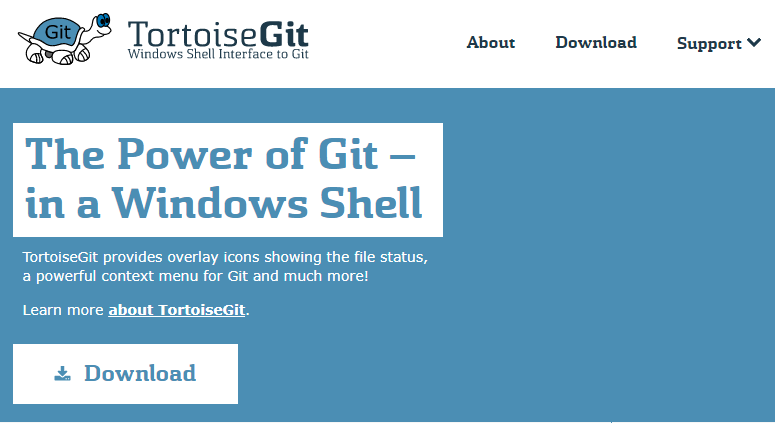 Git
TortoiseGit
Windows Shell Interface to Git
About
Download
Support
The Power of Git –
in a Windows Shell
TortoiseGit provides overlay icons showing the file status,
a powerful context menu for Git and much more!
Learn more about TortoiseGit.
Download